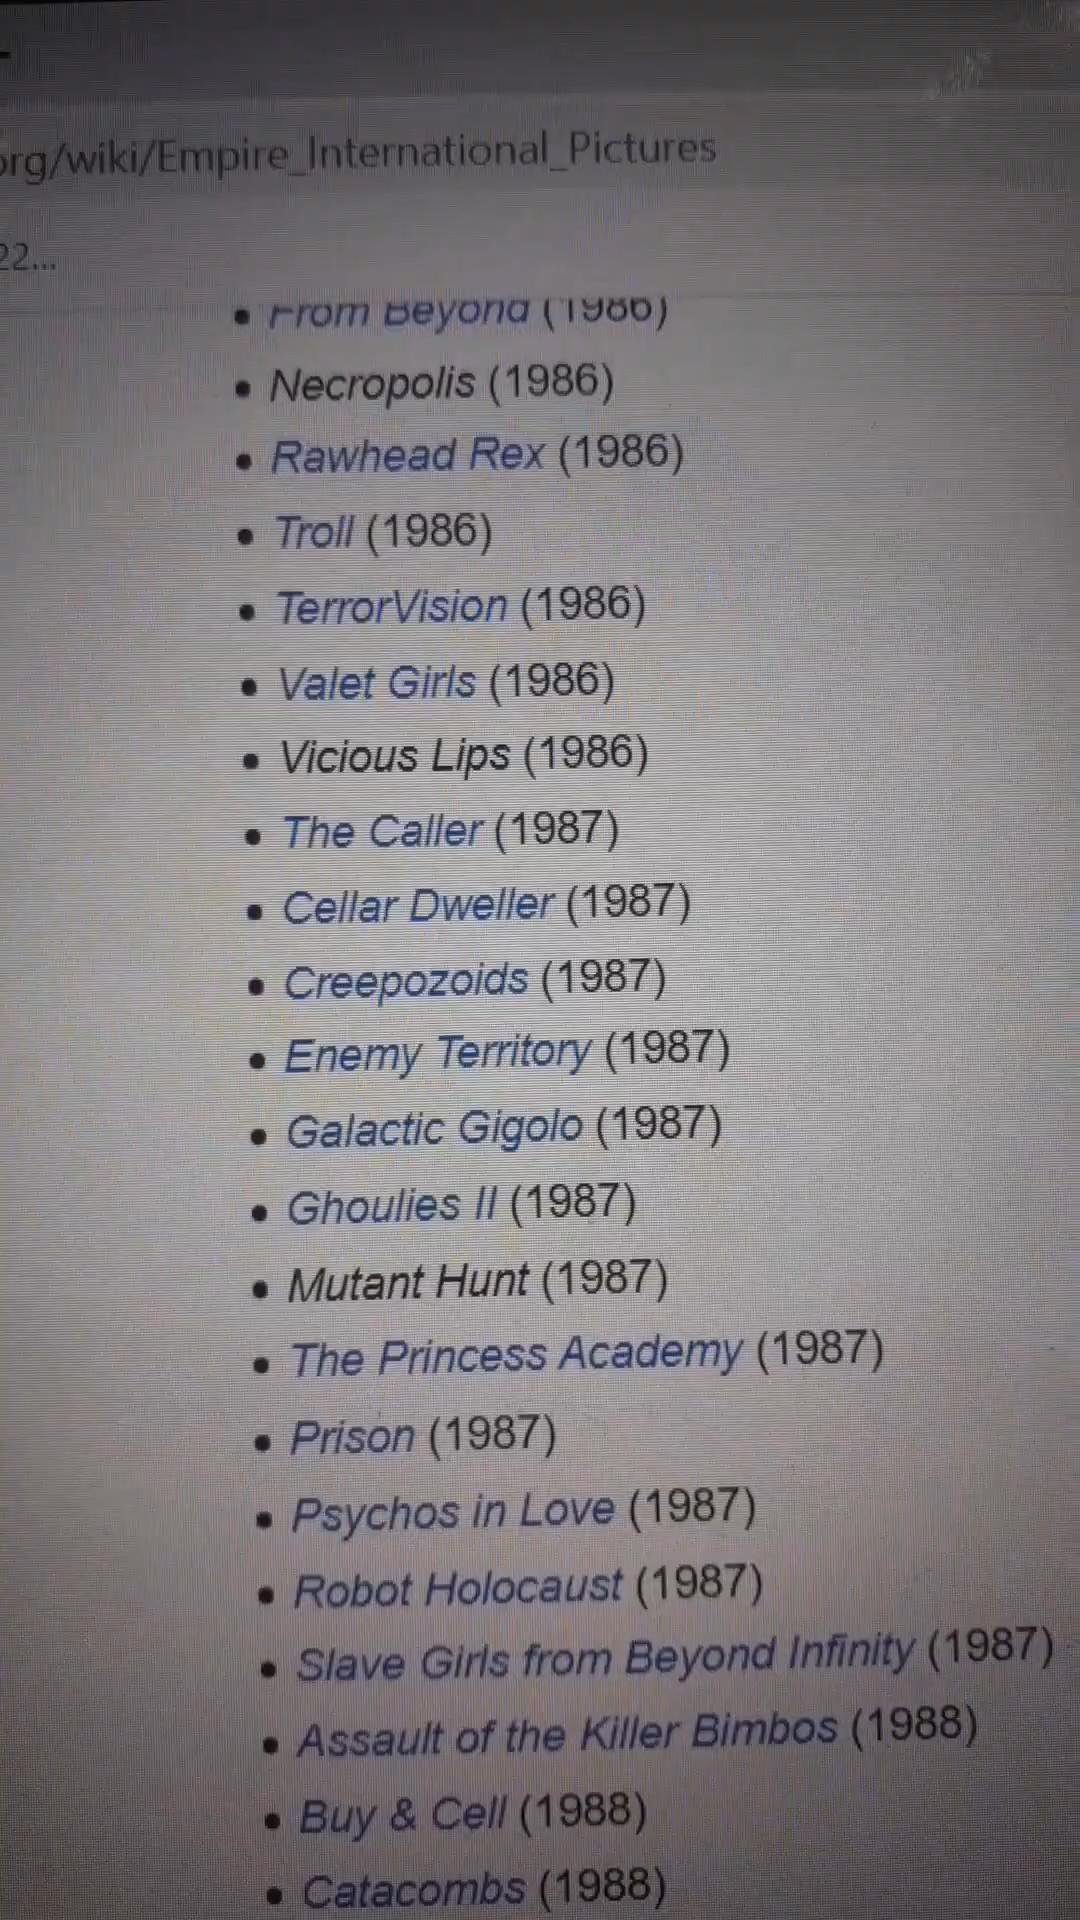 org/wiki/Empire_International_Pictures
22...
• From Beyond (1986)
• Necropolis (1986)
• Rawhead Rex (1986)
• Troll (1986)
• TerrorVision (1986)
• Valet Girls (1986)
• Vicious Lips (1986)
• The Caller (1987)
• Cellar Dweller (1987)
• Creepozoids (1987)
• Enemy Territory (1987)
• Galactic Gigolo (1987)
• Ghoulies II (1987)
• Mutant Hunt (1987)
• The Princess Academy (1987)
• Prison (1987)
• Psychos in Love (1987)
• Robot Holocaust (1987)
• Slave Girls from Beyond Infinity (1987)
• Assault of the Killer Bimbos (1988)
• Buy & Cell (1988)
• Catacombs (1988)